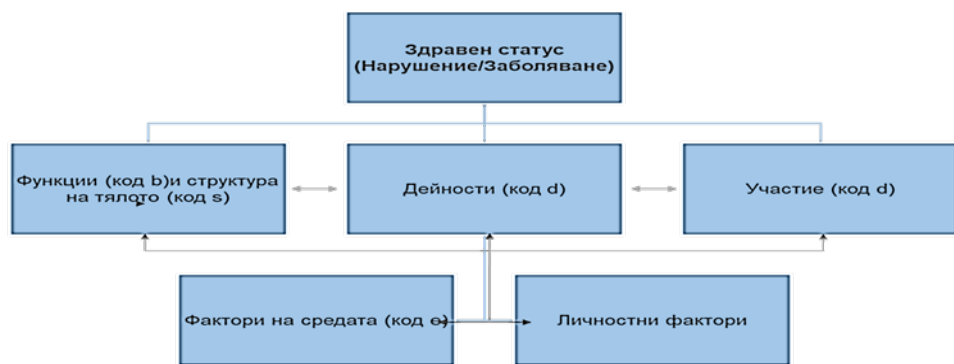 Здравен статус
(Нарушение/Заболяване)
Функции (код b)и структура
на тялото (код s)
Дейности (код d)
Участие (код d)
Фактори на средата (код e)
Личностни фактори